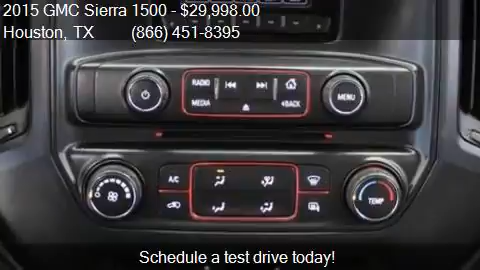 2015 GMC Sierra 1500 - $29,998.00
Houston, TX (866) 451-8395
RADIO
MEDIA BACK
MENU
A/C
TEMP
Schedule a test drive today!